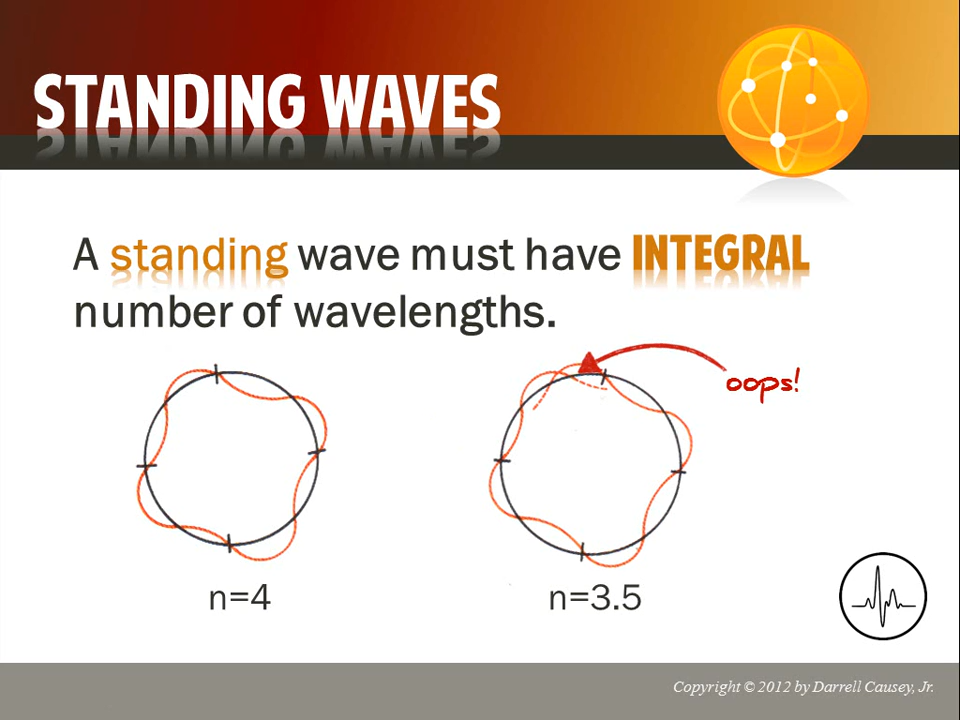 STANDING WAVES
A standing wave must have INTEGRAL
number of wavelengths.
oops!
n=4
n=3.5
Copyright © 2012 by Darrell Causey, Jr.